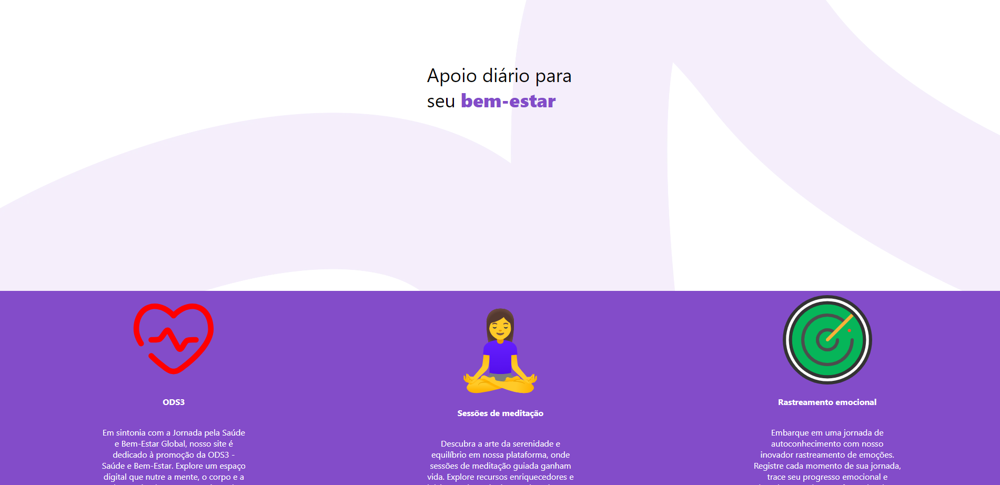 Apoio diário para
seu bem-estar
ODS3
Em sintonia com a Jornada pela Saúde
e Bem-Estar Global, nosso site é
dedicado à promoção da ODS3 -
Saúde e Bem-Estar. Explore um espaço
digital que nutre a mente, o corpo e a
Sessões de meditação
Descubra a arte da serenidade e
equilíbrio em nossa plataforma, onde
sessões de meditação guiada ganham
vida. Explore recursos enriquecedores e
Rastreamento emocional
Embarque em uma jornada de
autoconhecimento com nosso
inovador rastreamento de emoções.
Registre cada momento de sua jornada,
trace seu progresso emocional e